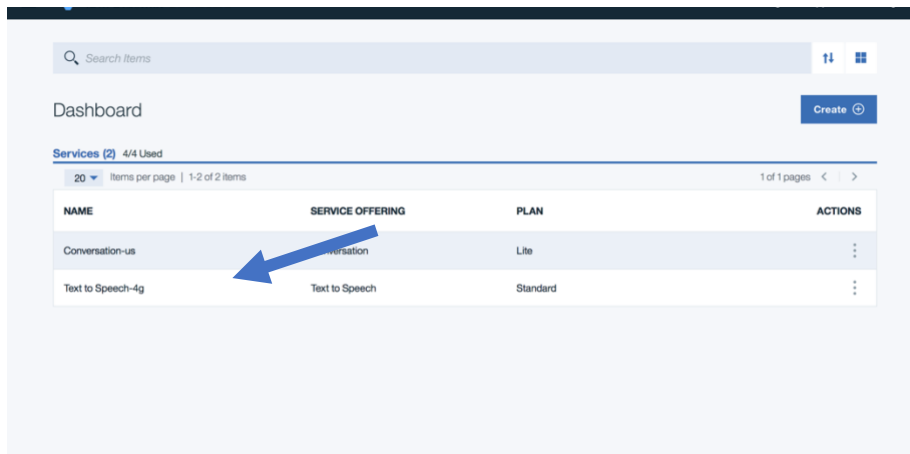 Search Items
Dashboard
Create
Services (2) 4/4 Used
20 Items per page | 1-2 of 2 items 1 of 1 pages
NAME SERVICE OFFERING PLAN ACTIONS
Conversation-us Lite
Text to Speech-4g Text to Speech Standard